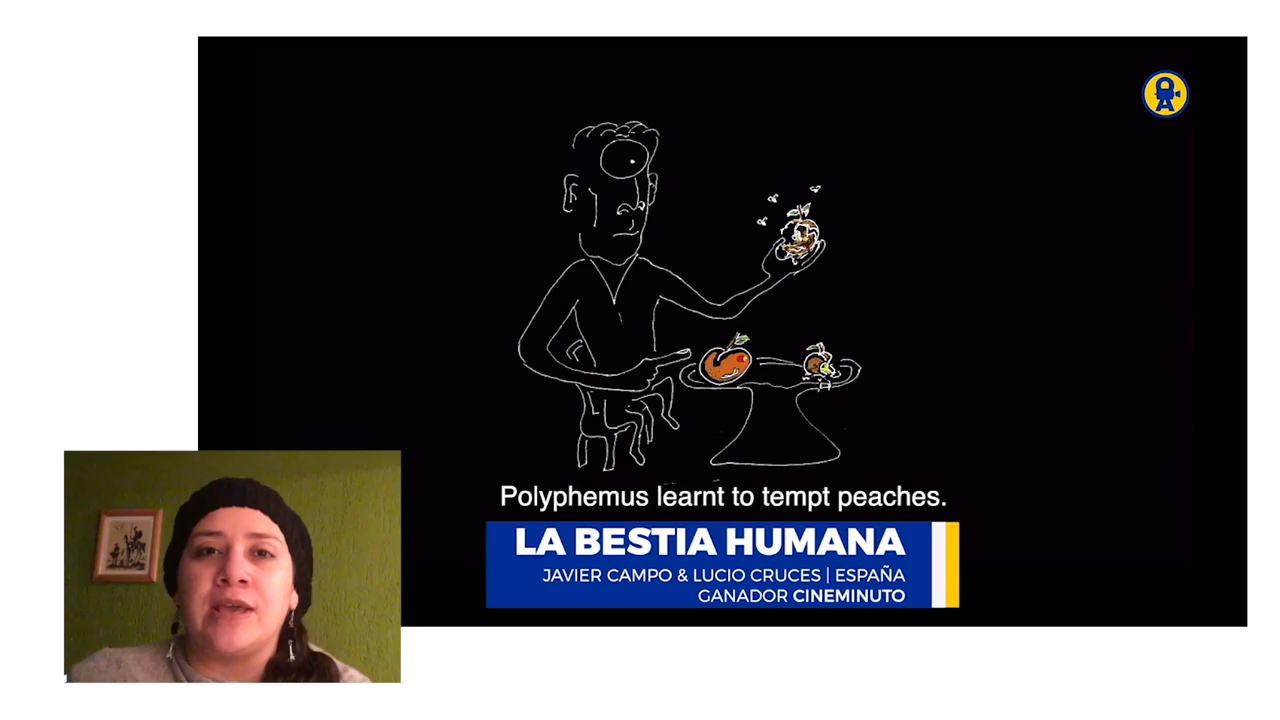 Polyphemus learnt to tempt peaches.
LA BESTIA HUMANA
JAVIER CAMPO & LUCIO CRUCES | ESPAÑA
GANADOR CINEMINUTO